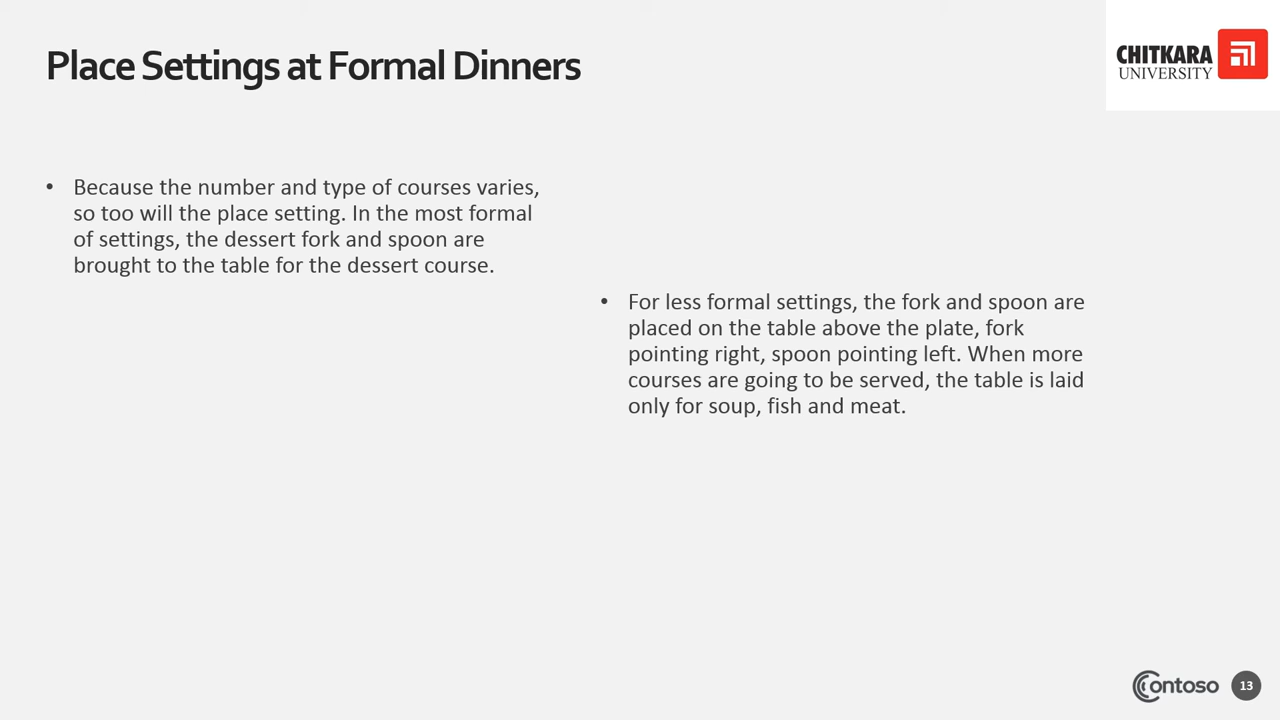 Place Settings at Formal Dinners
CHITKARA
UNIVERSITY
• Because the number and type of courses varies,
so too will the place setting. In the most formal
of settings, the dessert fork and spoon are
brought to the table for the dessert course.
• For less formal settings, the fork and spoon are
placed on the table above the plate, fork
pointing right, spoon pointing left. When more
courses are going to be served, the table is laid
only for soup, fish and meat.
Contoso
13